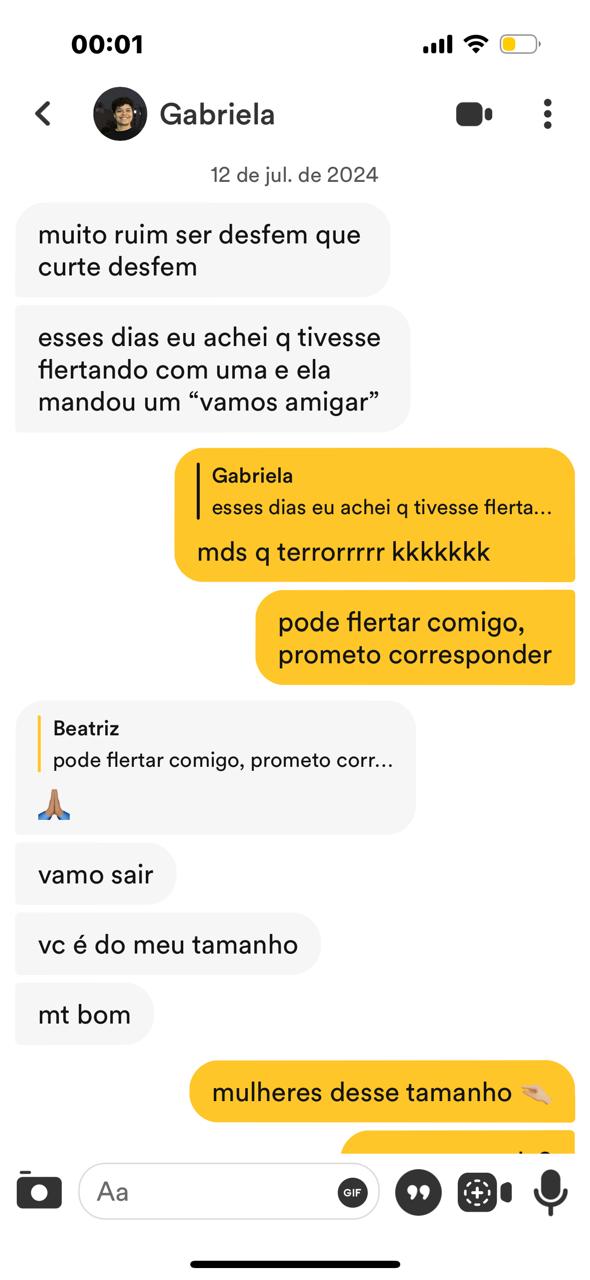 00:01
Gabriela
12 de jul. de 2024
muito ruim ser desfem que
curte desfem
esses dias eu achei q tivesse
flertando com uma e ela
mandou um “vamos amigar”
Gabriela
esses dias eu achei q tivesse flerta...
mds q terrorrrrr kkkkkkk
pode flertar comigo,
prometo corresponder
Beatriz
pode flertar comigo, prometo corr...
🙏🏽
vamo sair
vc é do meu tamanho
mt bom
mulheres desse tamanho 🫳🏼
Aa
GIF